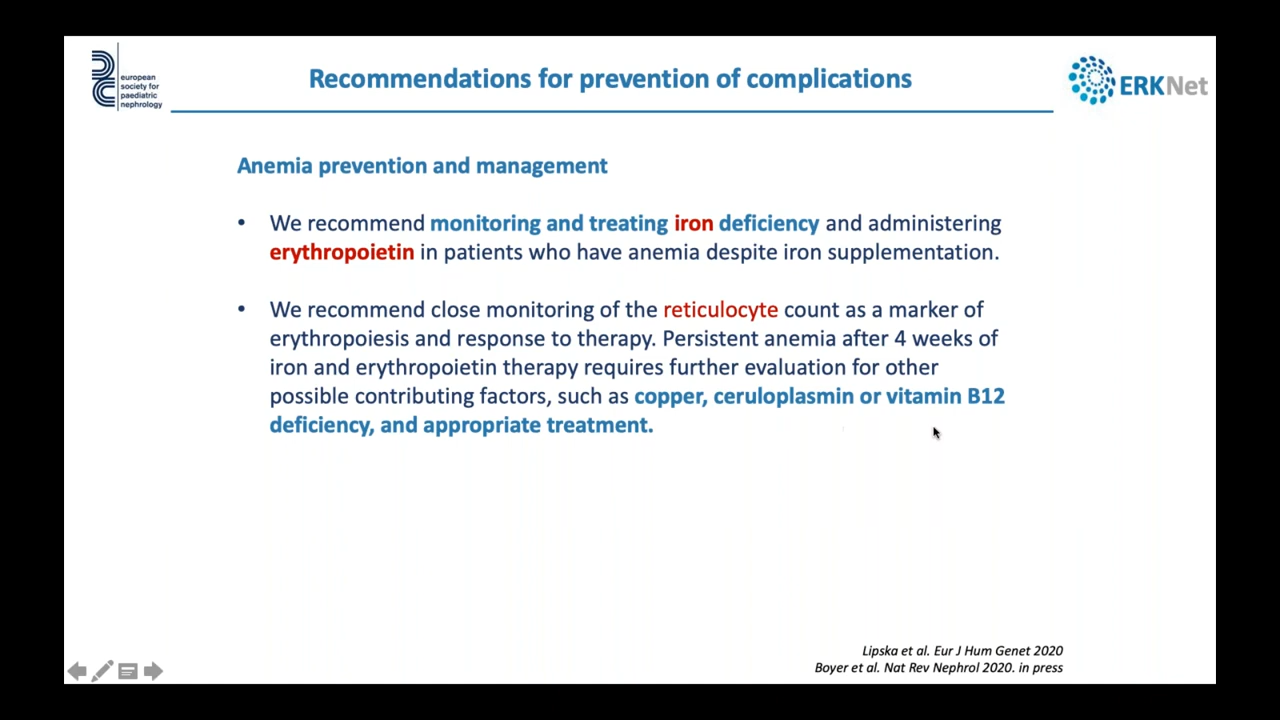 european
society for
paediatric
nephrology
Recommendations for prevention of complications
ERKNet
Anemia prevention and management
• We recommend monitoring and treating iron deficiency and administering
erythropoietin in patients who have anemia despite iron supplementation.
• We recommend close monitoring of the reticulocyte count as a marker of
erythropoiesis and response to therapy. Persistent anemia after 4 weeks of
iron and erythropoietin therapy requires further evaluation for other
possible contributing factors, such as copper, ceruloplasmin or vitamin B12
deficiency, and appropriate treatment.
Lipska et al. Eur J Hum Genet 2020
Boyer et al. Nat Rev Nephrol 2020. in press